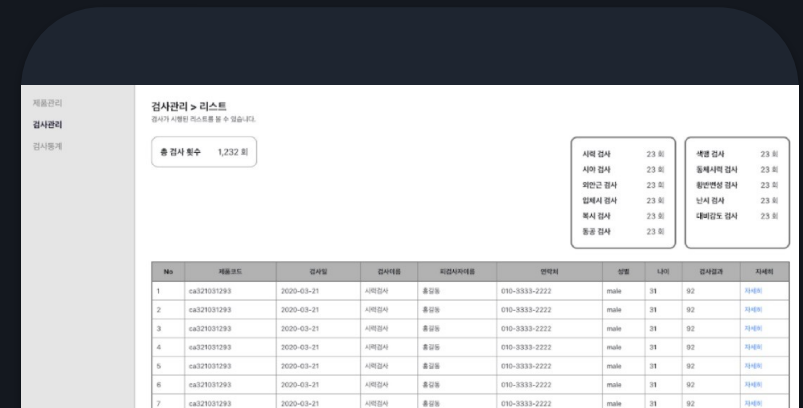 제품관리
검사관리
검사통계
검사관리 > 리스트
검사가 시행된 리스트를 볼 수 있습니다.
총 검사 횟수 1,232 회
시력 검사 23 회
시야 검사 23 회
외안근 검사 23 회
입체시 검사 23 회
복시 검사 23 회
동공 검사 23 회
색맹 검사 23 회
동체시력 검사 23 회
황반변성 검사 23 회
난시 검사 23 회
대비감도 검사 23 회
No 제품코드 검사일 검사이름 피검사자이름 연락처 성별 나이 검사결과 자세히
1 ca321031293 2020-03-21 시력검사 홍길동 010-3333-2222 male 31 92 자세히
2 ca321031293 2020-03-21 시력검사 홍길동 010-3333-2222 male 31 92 자세히
3 ca321031293 2020-03-21 시력검사 홍길동 010-3333-2222 male 31 92 자세히
4 ca321031293 2020-03-21 시력검사 홍길동 010-3333-2222 male 31 92 자세히
5 ca321031293 2020-03-21 시력검사 홍길동 010-3333-2222 male 31 92 자세히
6 ca321031293 2020-03-21 시력검사 홍길동 010-3333-2222 male 31 92 자세히
7 ca321031293 2020-03-21 시력검사 홍길동 010-3333-2222 male 31 92 자세히